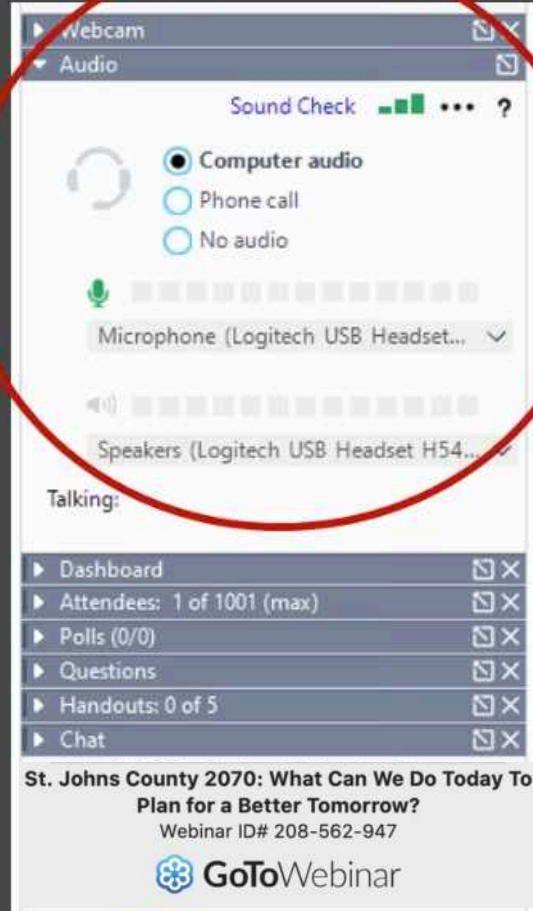 Webcam
Audio
Sound Check ... ?
Computer audio
Phone call
No audio
Microphone (Logitech USB Headset...
Speakers (Logitech USB Headset H54...
Talking:
Dashboard
Attendees: 1 of 1001 (max)
Polls (0/0)
Questions
Handouts: 0 of 5
Chat
St. Johns County 2070: What Can We Do Today To
Plan for a Better Tomorrow?
Webinar ID# 208-562-947
GoToWebinar